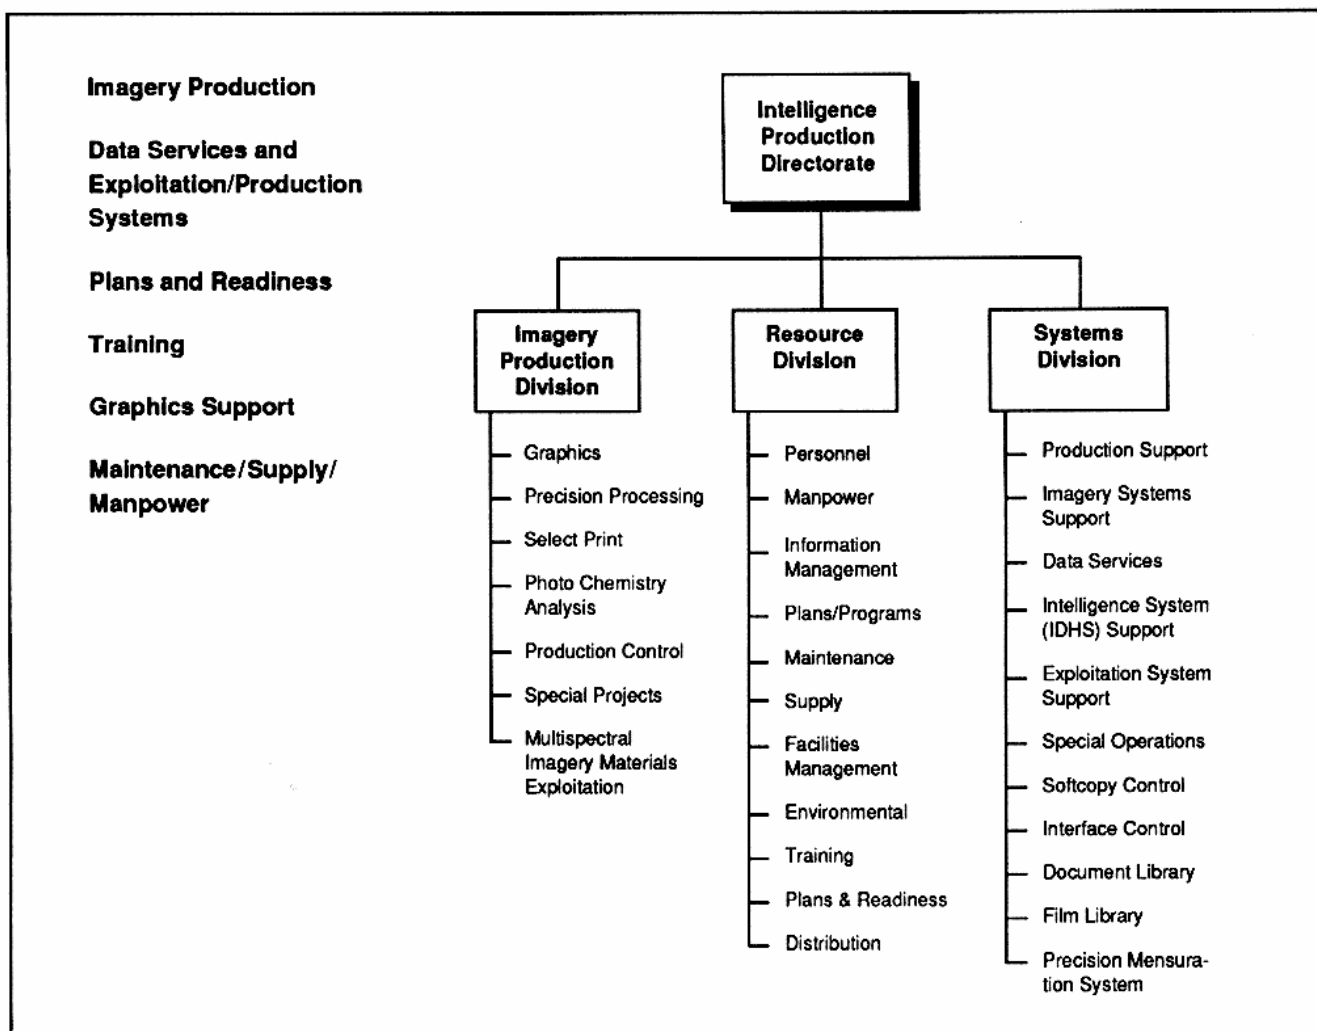 Imagery Production
Data Services and
Exploitation/Production
Systems
Plans and Readiness
Training
Graphics Support
Maintenance/Supply/
Manpower
Intelligence
Production
Directorate
Imagery
Production
Division
Graphics
Precision Processing
Select Print
Photo Chemistry
Analysis
Production Control
Special Projects
Multispectral
Imagery Materials
Exploitation
Resource
Division
Personnel
Manpower
Information
Management
Plans/Programs
Maintenance
Supply
Facilities
Management
Environmental
Training
Plans & Readiness
Distribution
Systems
Division
Production Support
Imagery Systems
Support
Data Services
Intelligence System
(IDHS) Support
Exploitation System
Support
Special Operations
Softcopy Control
Interface Control
Document Library
Film Library
Precision Mensura-
tion System